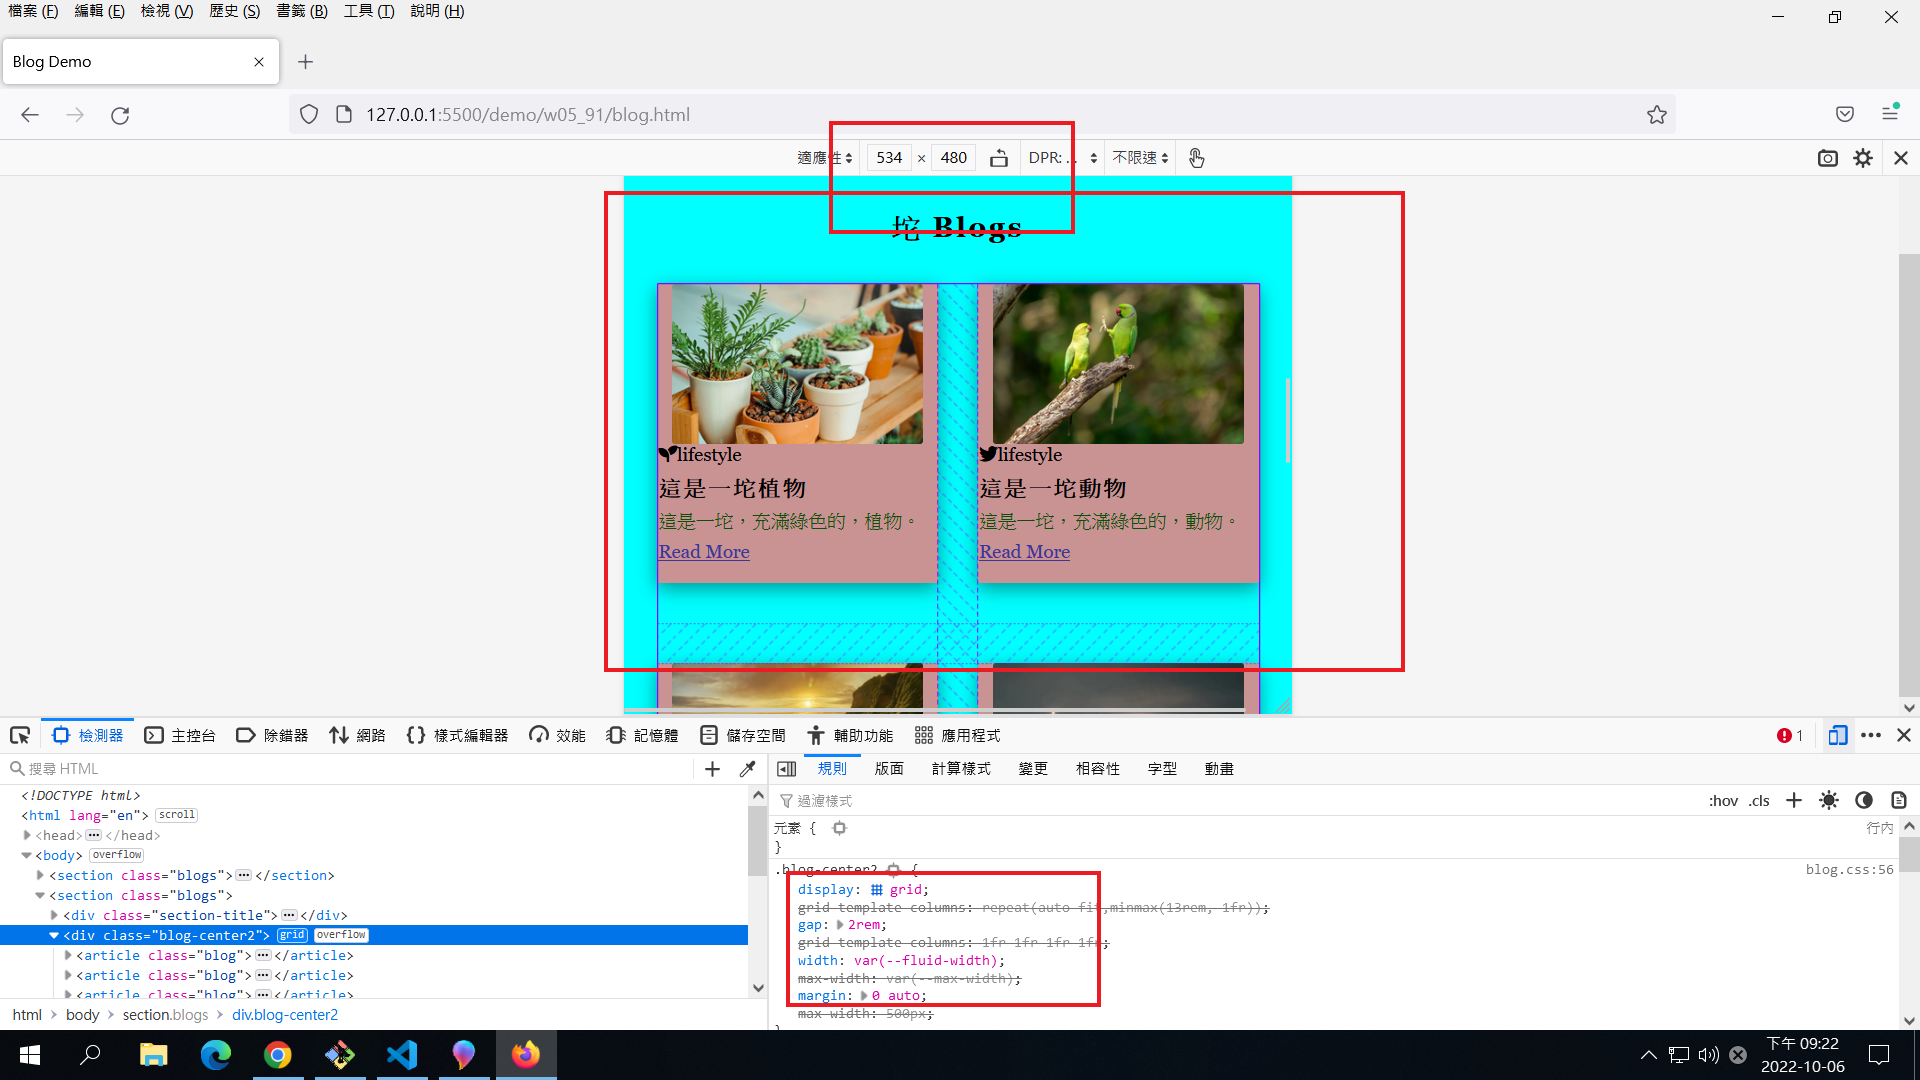 檔案 (F) 編輯 (E) 檢視 (V) 歷史 (S) 書籤 (B) 工具 (T) 說明 (H)
Blog Demo
127.0.0.1:5500/demo/w05_91/blog.html
適應性 534 × 480 DPR: .. 不限速
坨 Blogs
lifestyle
這是一坨植物
這是一坨，充滿綠色的，植物。
Read More
lifestyle
這是一坨動物
這是一坨，充滿綠色的，動物。
Read More
檢測器 主控台 除錯器 網路 樣式編輯器 效能 記憶體 儲存空間 輔助功能 應用程式 1
搜尋 HTML
<!DOCTYPE html>
<html lang="en"> scroll
<head> ••• </head>
<body> overflow
<section class="blogs"> ••• </section>
<section class="blogs">
<div class="section-title"> ••• </div>
<div class="blog-center2"> grid overflow
<article class="blog"> ••• </article>
<article class="blog"> ••• </article>
<article class="blog"> ••• </article>
html > body > section.blogs > div.blog-center2
規則 版面 計算樣式 變更 相容性 字型 動畫
過濾樣式 :hov .cls
元素 { 行內
}
.blog-center2 { blog.css:56
display: grid;
grid-template-columns: repeat(auto-fit,minmax(13rem, 1fr));
gap: 2rem;
grid-template-columns: 1fr 1fr 1fr 1fr;
width: var(--fluid-width);
max-width: var(--max-width);
margin: 0 auto;
max-width: 500px;
}
下午 09:22
2022-10-06